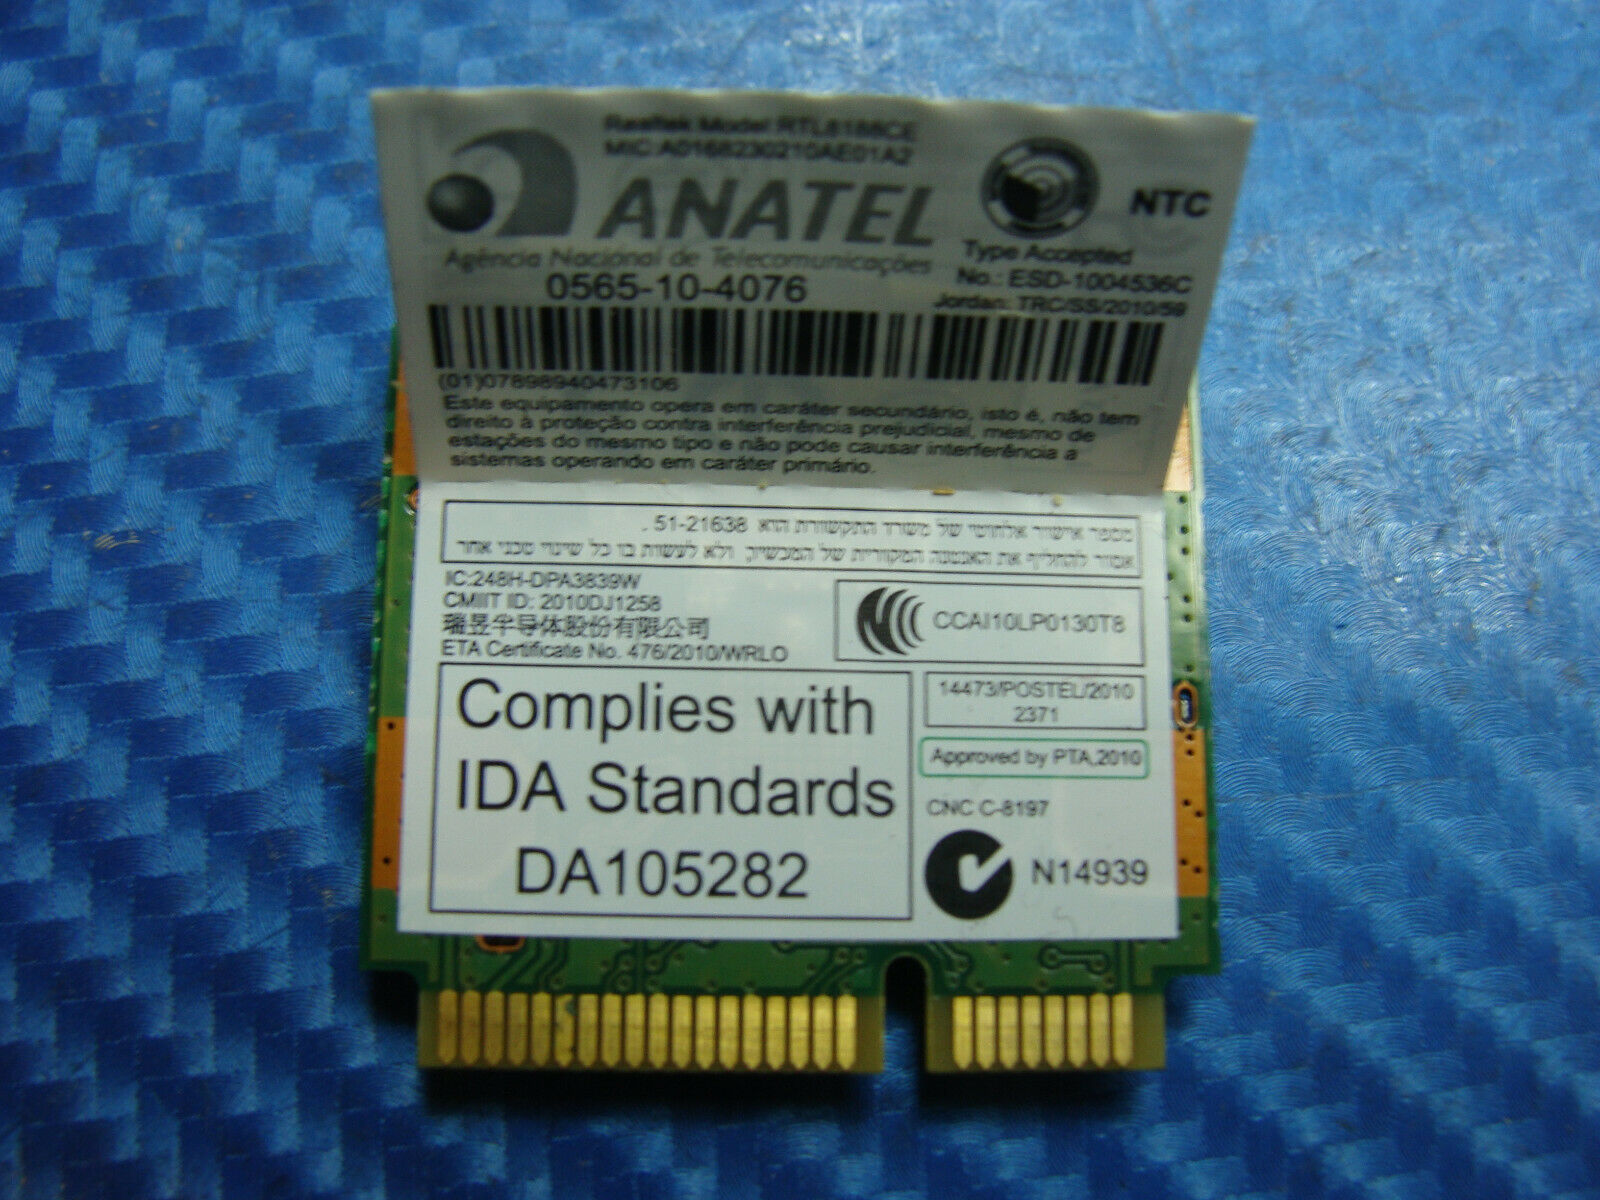 Realtek Model:RTL8188CE
MIC:A0168230210AE01A2
ANATEL
Agência Nacional de Telecomunicações
0565-10-4076
NTC
Type Accepted
No.: ESD-1004536C
Jordan: TRC/SS/2010/59
(01)07898940473106
Este equipamento opera em caráter secundário, isto é, não tem
direito à proteção contra interferência prejudicial, mesmo de
estações do mesmo tipo e não pode causar interferência a
sistemas operando em caráter primário.
מספר אישור אלחוטי של משרד התקשורת הוא 51-21638 .
אסור להחליף את האנטנה המקורית של המכשיר, ולא לעשות בו כל שינוי טכני אחר
IC:248H-DPA3839W
CMIIT ID: 2010DJ1258
瑞昱半导体股份有限公司
ETA Certificate No. 476/2010/WRLO
CCAI10LP0130T8
Complies with
IDA Standards
DA105282
14473/POSTEL/2010
2371
Approved by PTA,2010
CNC C-8197
N14939